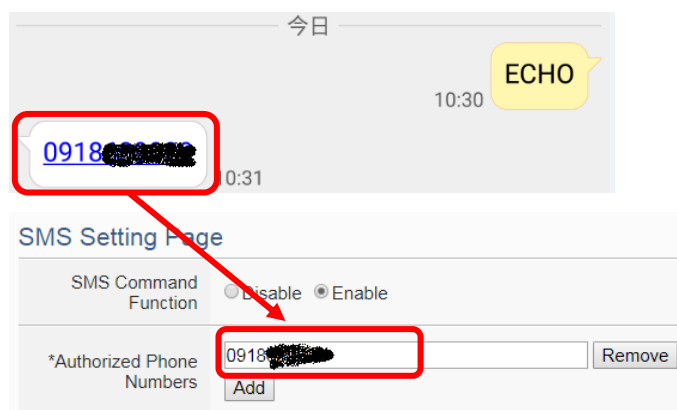 今日
ECHO
10:30
0918
10:31
SMS Setting Page
SMS Command
Function
Disable Enable
*Authorized Phone
Numbers
0918
Remove
Add